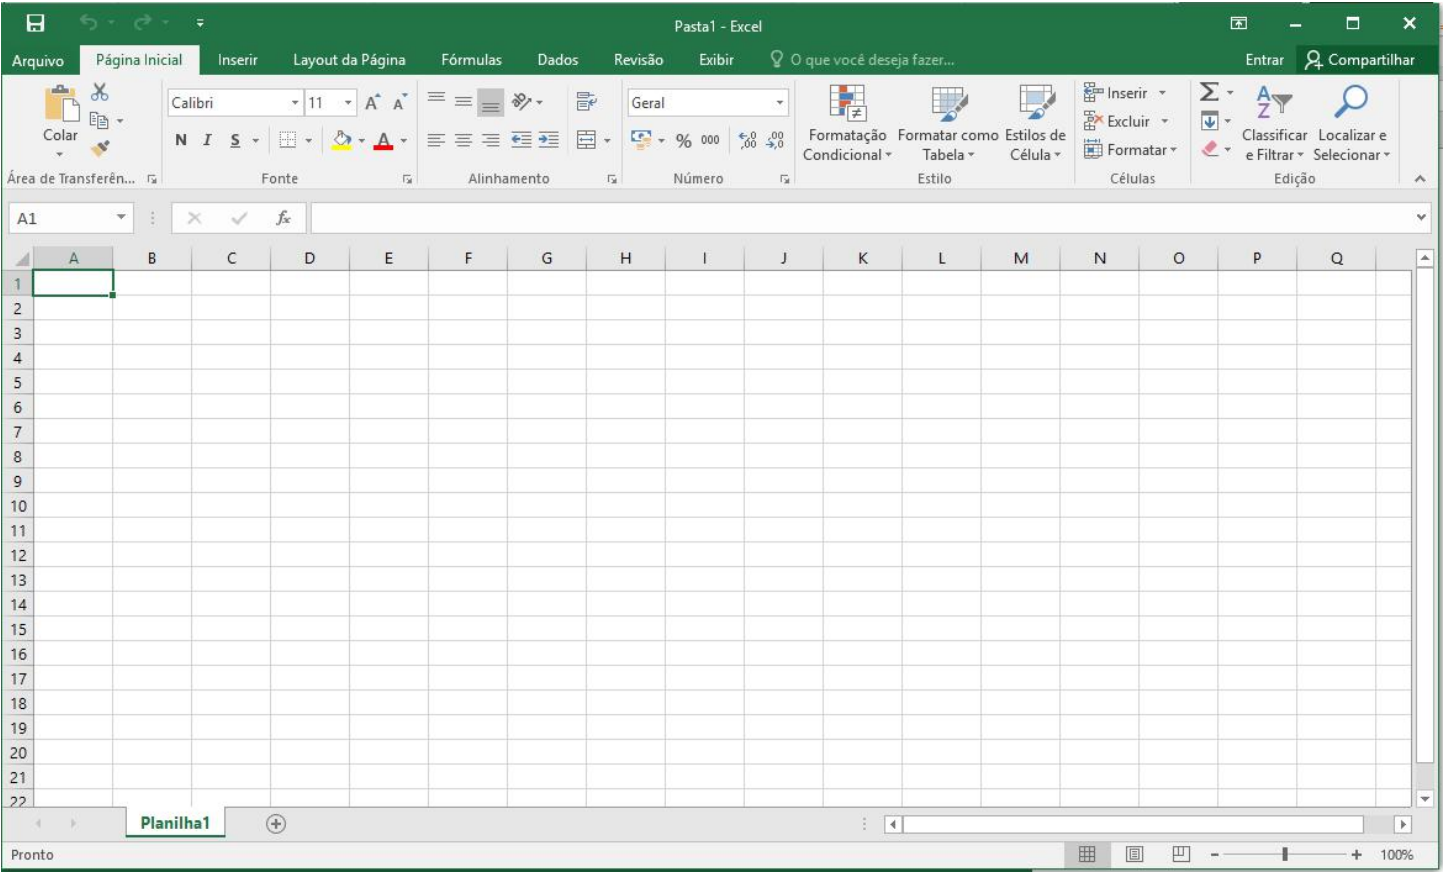 Pasta1 - Excel
Arquivo Página Inicial Inserir Layout da Página Fórmulas Dados Revisão Exibir O que você deseja fazer... Entrar Compartilhar
Colar
Calibri 11 A A
N I S A
Geral
% 000 ,00 ,0
Formatação Condicional
Formatar como Tabela
Estilos de Célula
Inserir
Excluir
Formatar
Σ
Classificar e Filtrar
Localizar e Selecionar
Área de Transferên... Fonte Alinhamento Número Estilo Células Edição
A1 fx
A B C D E F G H I J K L M N O P Q
1
2
3
4
5
6
7
8
9
10
11
12
13
14
15
16
17
18
19
20
21
22
Planilha1
Pronto 100%